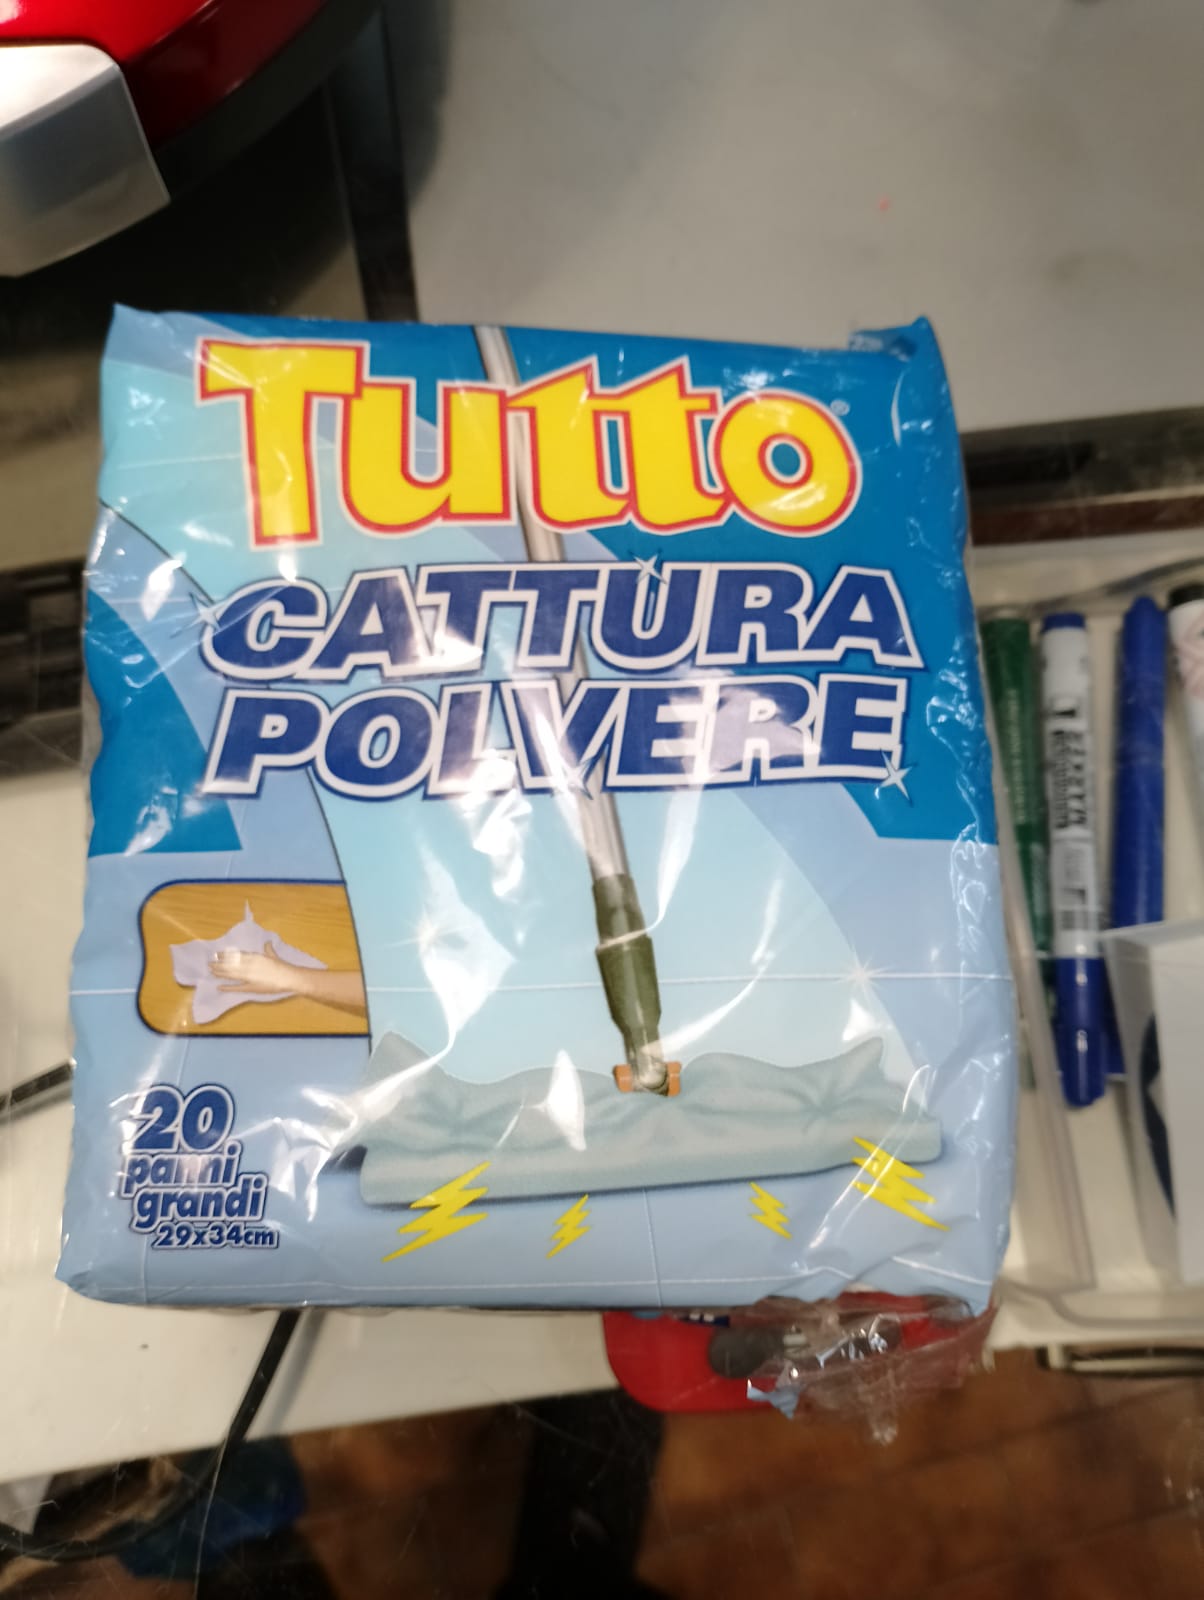 Tutto®
CATTURA
POLVERE
20
panni
grandi
29x34cm